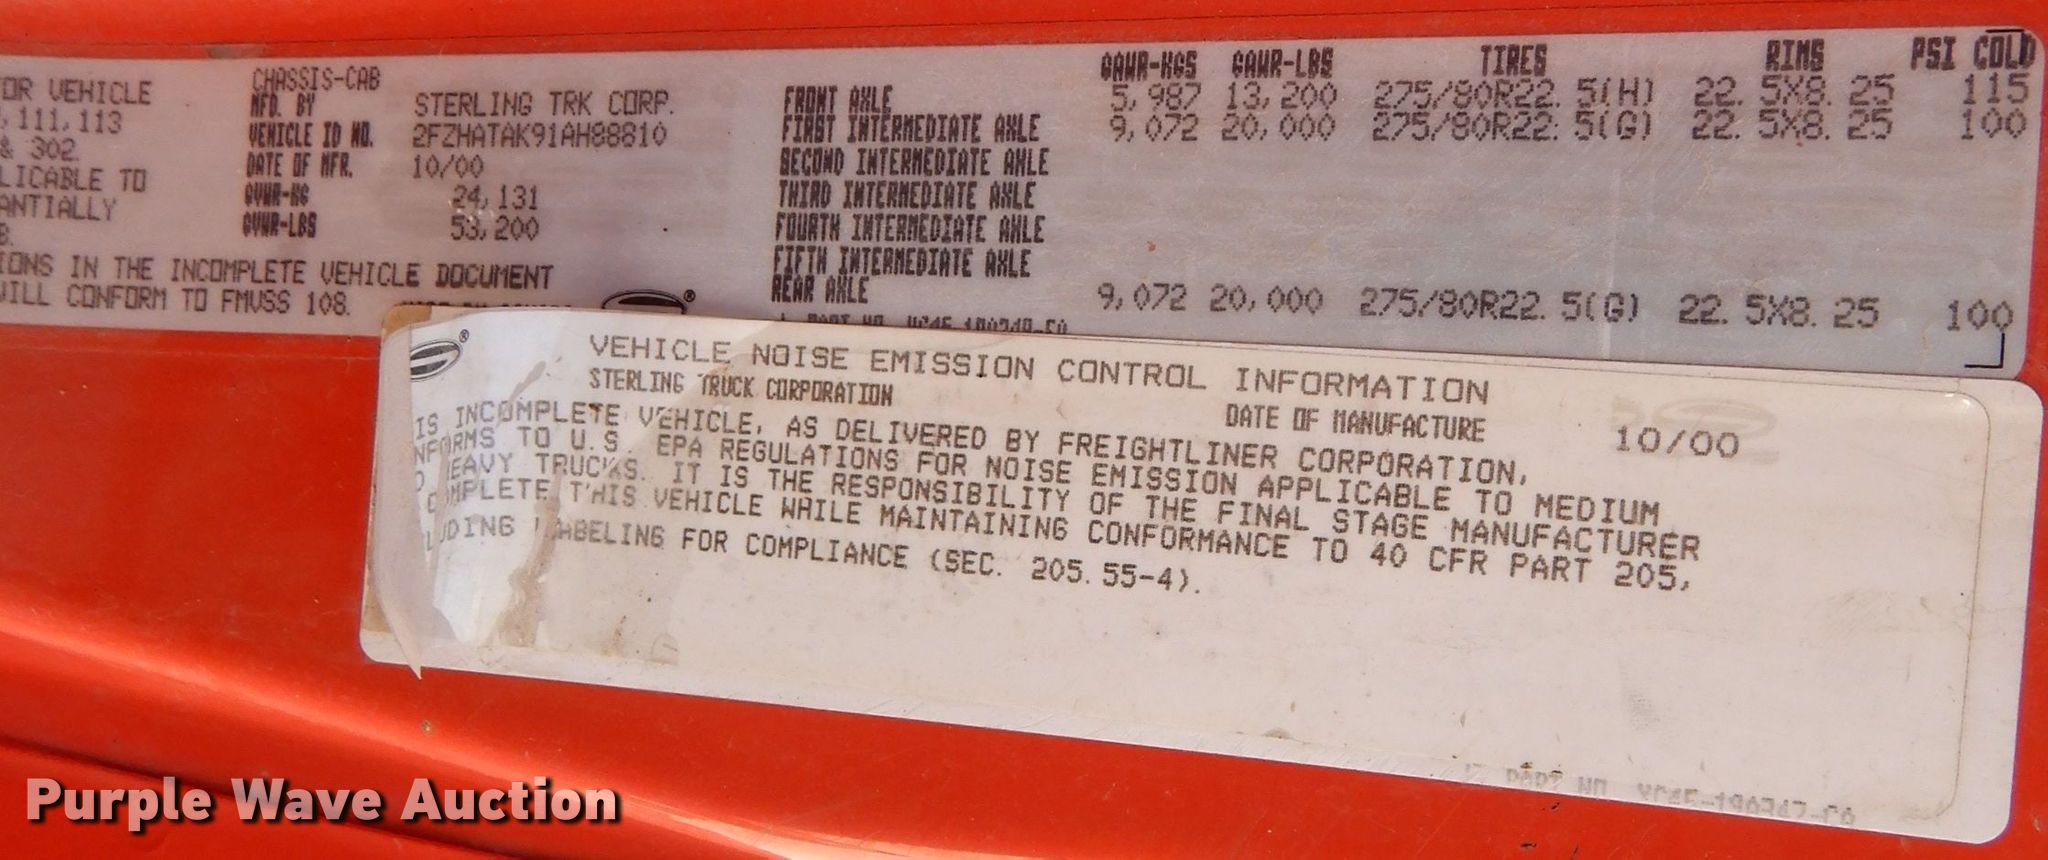 OR VEHICLE
111, 113
& 302
LICABLE TO
ANTIALLY
B.
IONS IN THE INCOMPLETE VEHICLE DOCUMENT
WILL CONFORM TO FMVSS 108.
CHASSIS-CAB
MFD. BY STERLING TRK CORP.
VEHICLE ID NO. 2FZHATAK91AH88810
DATE OF MFR. 10/00
GVWR-KG 24,131
GVWR-LBS 53,200
GAWR-KGS GAWR-LBS TIRES RIMS PSI COLD
FRONT AXLE 5,987 13,200 275/80R22.5(H) 22.5X8.25 115
FIRST INTERMEDIATE AXLE 9,072 20,000 275/80R22.5(G) 22.5X8.25 100
SECOND INTERMEDIATE AXLE
THIRD INTERMEDIATE AXLE
FOURTH INTERMEDIATE AXLE
FIFTH INTERMEDIATE AXLE
REAR AXLE 9,072 20,000 275/80R22.5(G) 22.5X8.25 100
PART NO.
VEHICLE NOISE EMISSION CONTROL INFORMATION
STERLING TRUCK CORPORATION
DATE OF MANUFACTURE 10/00
IS INCOMPLETE VEHICLE, AS DELIVERED BY FREIGHTLINER CORPORATION,
NFORMS TO U.S. EPA REGULATIONS FOR NOISE EMISSION APPLICABLE TO MEDIUM
D HEAVY TRUCKS. IT IS THE RESPONSIBILITY OF THE FINAL STAGE MANUFACTURER
COMPLETE THIS VEHICLE WHILE MAINTAINING CONFORMANCE TO 40 CFR PART 205,
LUDING LABELING FOR COMPLIANCE (SEC. 205.55-4).
PART NO.
Purple Wave Auction